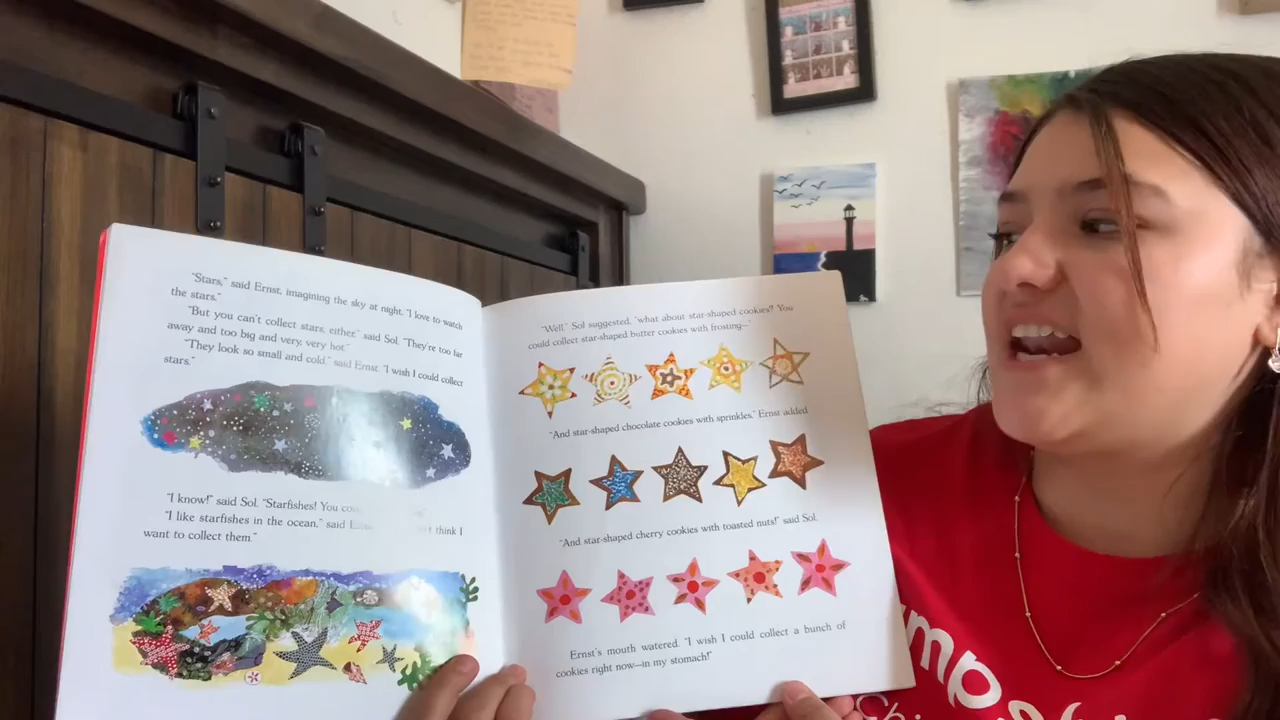 "Stars," said Ernst, imagining the sky at night. "I love to watch
the stars."
"But you can't collect stars, either," said Sol. "They're too far
away and too big and very, very hot."
"They look so small and cold," said Ernst. "I wish I could collect
stars."
"I know!" said Sol. "Starfishes! You
"I like starfishes in the ocean," said think I
want to collect them."
"Well," Sol suggested, "what about star-shaped cookies? You
could collect star-shaped butter cookies with frosting—"
"And star-shaped chocolate cookies with sprinkles," Ernst added
"And star-shaped cherry cookies with toasted nuts!" said Sol.
Ernst's mouth watered. "I wish I could collect a bunch of
cookies right now—in my stomach!"